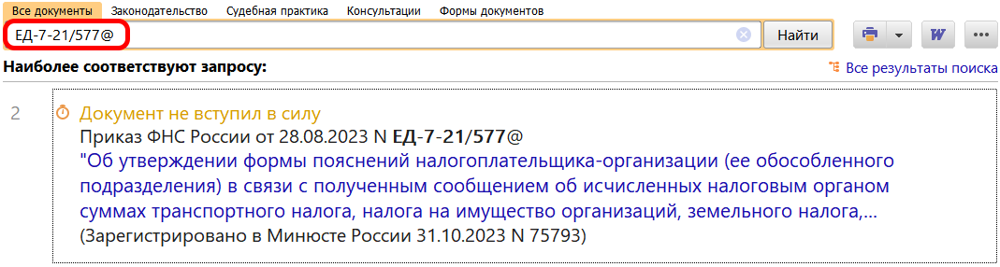 Все документы Законодательство Судебная практика Консультации Формы документов
ЕД-7-21/577@ Найти W
Наиболее соответствуют запросу: Все результаты поиска
2 Документ не вступил в силу
Приказ ФНС России от 28.08.2023 N ЕД-7-21/577@
"Об утверждении формы пояснений налогоплательщика-организации (ее обособленного
подразделения) в связи с полученным сообщением об исчисленных налоговым органом
суммах транспортного налога, налога на имущество организаций, земельного налога,...
(Зарегистрировано в Минюсте России 31.10.2023 N 75793)